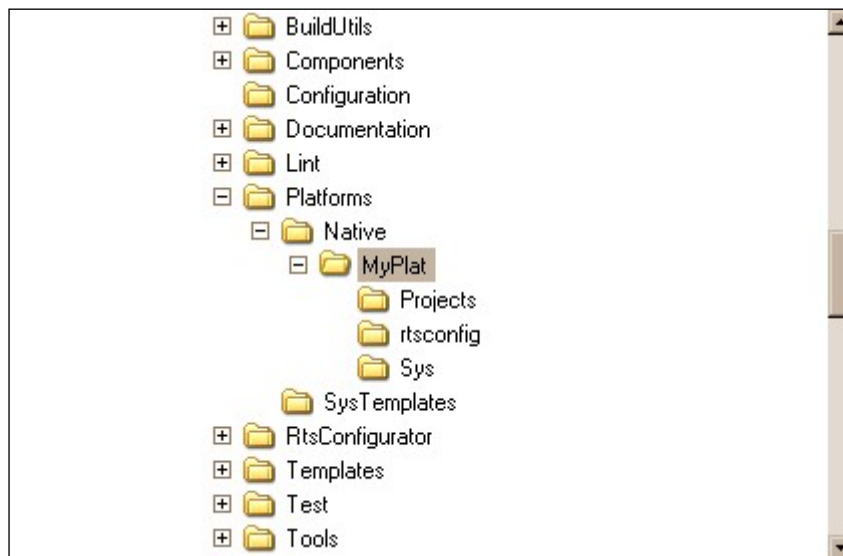 BuildUtils
Components
Configuration
Documentation
Lint
Platforms
Native
MyPlat
Projects
rtsconfig
Sys
SysTemplates
RtsConfigurator
Templates
Test
Tools